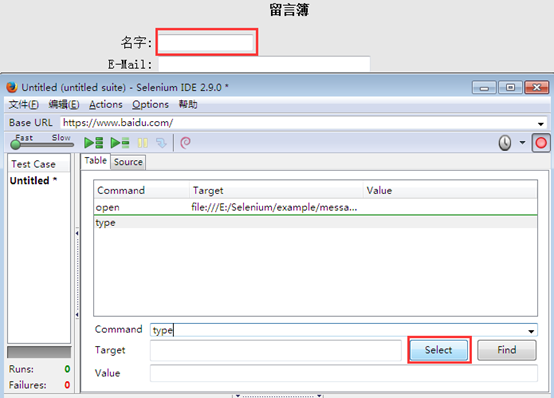 留言簿
名字:
E-Mail:
Untitled (untitled suite) - Selenium IDE 2.9.0 *
文件(F) 编辑(E) Actions Options 帮助
Base URL https://www.baidu.com/
Fast Slow
Test Case
Table Source
Untitled *
Command Target Value
open file:///E:/Selenium/example/messa...
type
Command type
Target Select Find
Value
Runs: 0
Failures: 0